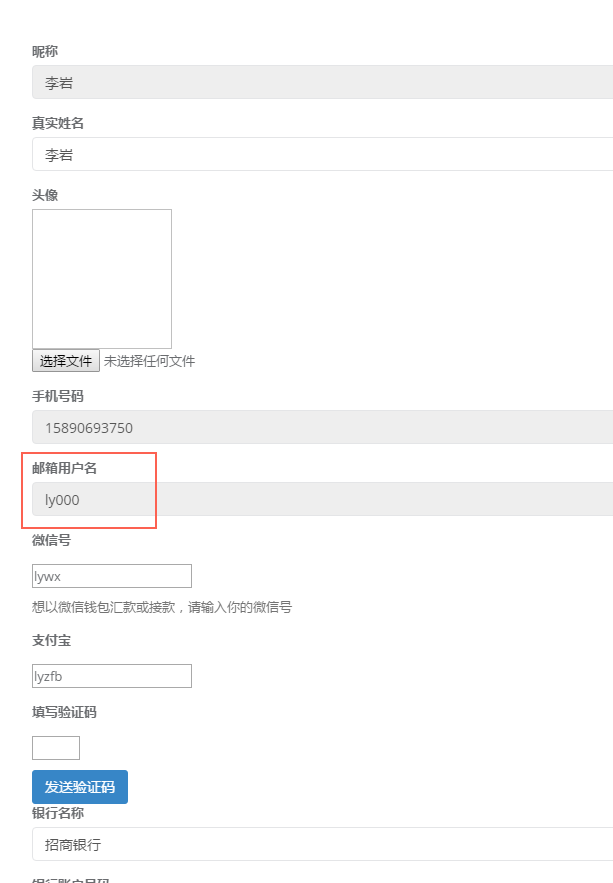 昵称
李岩
真实姓名
李岩
头像
选择文件 未选择任何文件
手机号码
15890693750
邮箱用户名
ly000
微信号
lywx
想以微信钱包汇款或接款，请输入你的微信号
支付宝
lyzfb
填写验证码
发送验证码
银行名称
招商银行